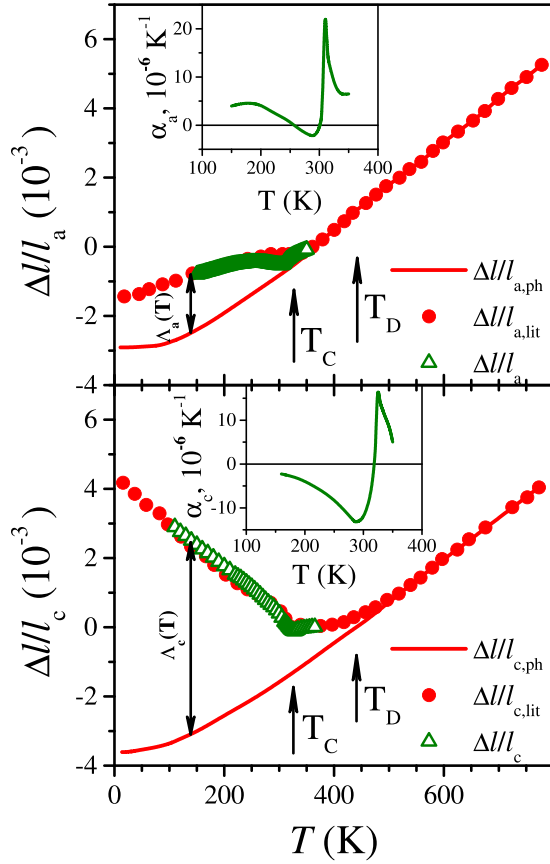 6
4
2
0
-2
-4
Δl/l_a (10^-3)
20
10
0
α_a, 10^-6 K^-1
100 200 300 400
T (K)
Λ_a(T)
T_C
T_D
Δl/l_a,ph
Δl/l_a,lit
Δl/l_a
6
4
2
0
-2
-4
Δl/l_c (10^-3)
10
0
-10
α_c, 10^-6 K^-1
100 200 300 400
T (K)
Λ_c(T)
T_C
T_D
Δl/l_c,ph
Δl/l_c,lit
Δl/l_c
0 200 400 600
T (K)